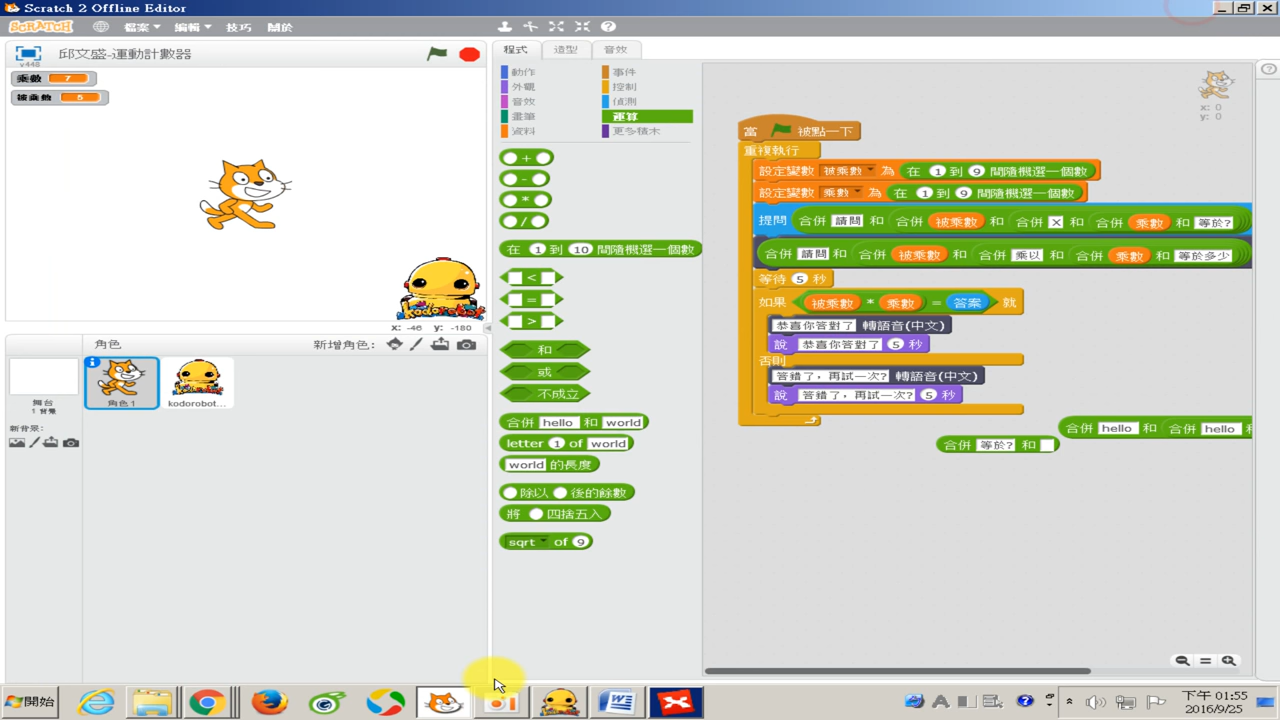 Scratch 2 Offline Editor
SCRATCH 檔案 編輯 技巧 關於
邱文盛-運動計數器
v448
乘數 7
被乘數 5
kodorobot
x: -46 y: -180
角色 新增角色:
舞台
1 背景
新背景:
角色1
kodorobot...
程式 造型 音效
動作 事件
外觀 控制
音效 偵測
畫筆 運算
資料 更多積木
+
-
*
/
在 1 到 10 間隨機選一個數
<
=
>
和
或
不成立
合併 hello 和 world
letter 1 of world
world 的長度
除以 後的餘數
將 四捨五入
sqrt of 9
x: 0
y: 0
當 被點一下
重複執行
設定變數 被乘數 為 在 1 到 9 間隨機選一個數
設定變數 乘數 為 在 1 到 9 間隨機選一個數
提問 合併 請問 和 合併 被乘數 和 合併 X 和 合併 乘數 和 等於?
合併 請問 和 合併 被乘數 和 合併 乘以 和 合併 乘數 和 等於多少
等待 5 秒
如果 被乘數 * 乘數 = 答案 就
恭喜你答對了 轉語音(中文)
說 恭喜你答對了 5 秒
否則
答錯了，再試一次? 轉語音(中文)
說 答錯了，再試一次? 5 秒
合併 hello 和 合併 hello 和
合併 等於? 和
開始
下午 01:55
2016/9/25